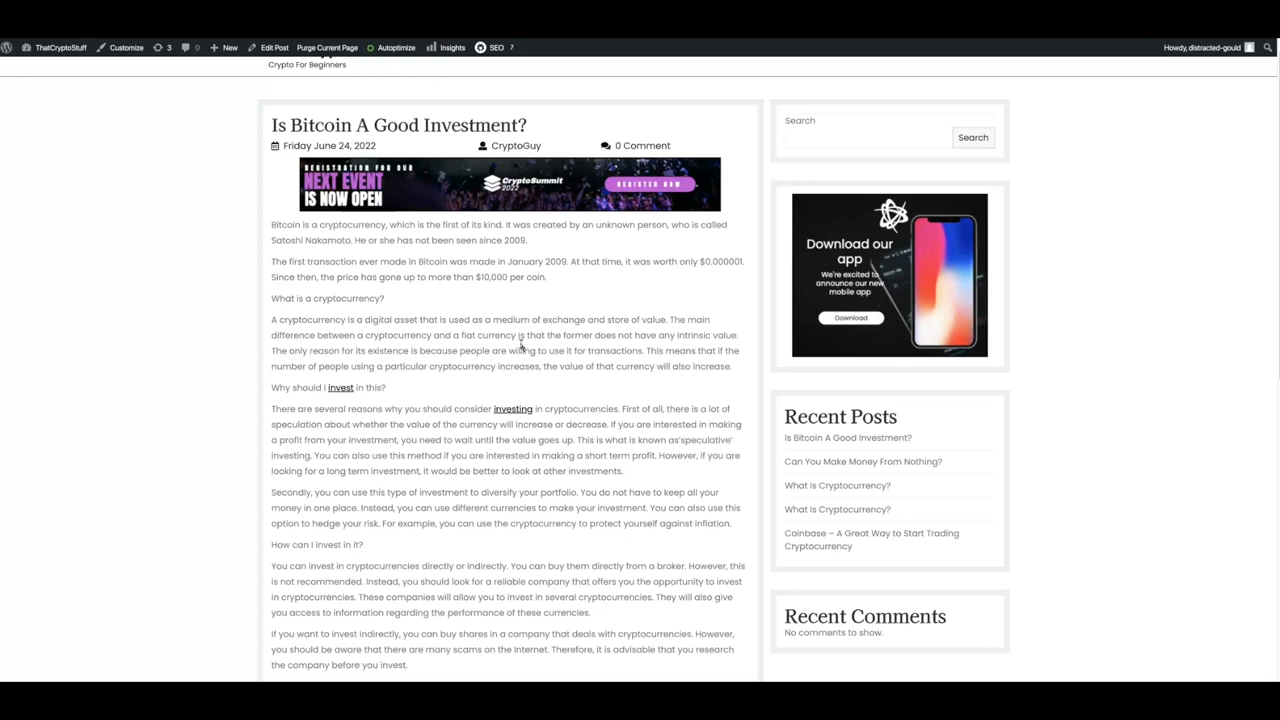 ThatCryptoStuff Customize 3 0 New Edit Post Purge Current Page Autoptimize Insights SEO 7 Howdy, distracted-gould
Crypto For Beginners
Is Bitcoin A Good Investment?
Friday June 24, 2022 CryptoGuy 0 Comment
REGISTRATION FOR OUR
NEXT EVENT
IS NOW OPEN
CryptoSummit
2022
REGISTER NOW
Bitcoin is a cryptocurrency, which is the first of its kind. It was created by an unknown person, who is called
Satoshi Nakamoto. He or she has not been seen since 2009.
The first transaction ever made in Bitcoin was made in January 2009. At that time, it was worth only $0.000001.
Since then, the price has gone up to more than $10,000 per coin.
What is a cryptocurrency?
A cryptocurrency is a digital asset that is used as a medium of exchange and store of value. The main
difference between a cryptocurrency and a fiat currency is that the former does not have any intrinsic value.
The only reason for its existence is because people are willing to use it for transactions. This means that if the
number of people using a particular cryptocurrency increases, the value of that currency will also increase.
Why should I invest in this?
There are several reasons why you should consider investing in cryptocurrencies. First of all, there is a lot of
speculation about whether the value of the currency will increase or decrease. If you are interested in making
a profit from your investment, you need to wait until the value goes up. This is what is known as'speculative'
investing. You can also use this method if you are interested in making a short term profit. However, if you are
looking for a long term investment, it would be better to look at other investments.
Secondly, you can use this type of investment to diversify your portfolio. You do not have to keep all your
money in one place. Instead, you can use different currencies to make your investment. You can also use this
option to hedge your risk. For example, you can use the cryptocurrency to protect yourself against inflation.
How can I invest in it?
You can invest in cryptocurrencies directly or indirectly. You can buy them directly from a broker. However, this
is not recommended. Instead, you should look for a reliable company that offers you the opportunity to invest
in cryptocurrencies. These companies will allow you to invest in several cryptocurrencies. They will also give
you access to information regarding the performance of these currencies.
If you want to invest indirectly, you can buy shares in a company that deals with cryptocurrencies. However,
you should be aware that there are many scams on the Internet. Therefore, it is advisable that you research
the company before you invest.
Search
Search
Download our
app
We're excited to
announce our new
mobile app
Download
Recent Posts
Is Bitcoin A Good Investment?
Can You Make Money From Nothing?
What is Cryptocurrency?
What is Cryptocurrency?
Coinbase – A Great Way to Start Trading
Cryptocurrency
Recent Comments
No comments to show.